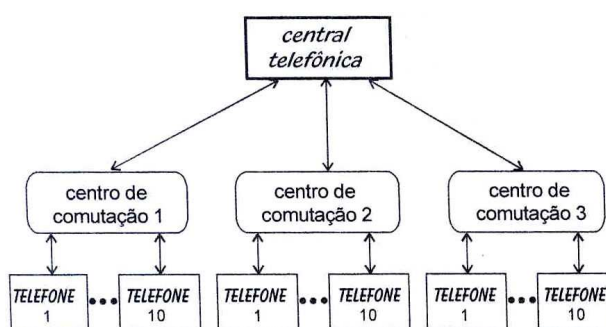 central
telefônica
centro de
comutação 1
centro de
comutação 2
centro de
comutação 3
TELEFONE
1
TELEFONE
10
TELEFONE
1
TELEFONE
10
TELEFONE
1
TELEFONE
10